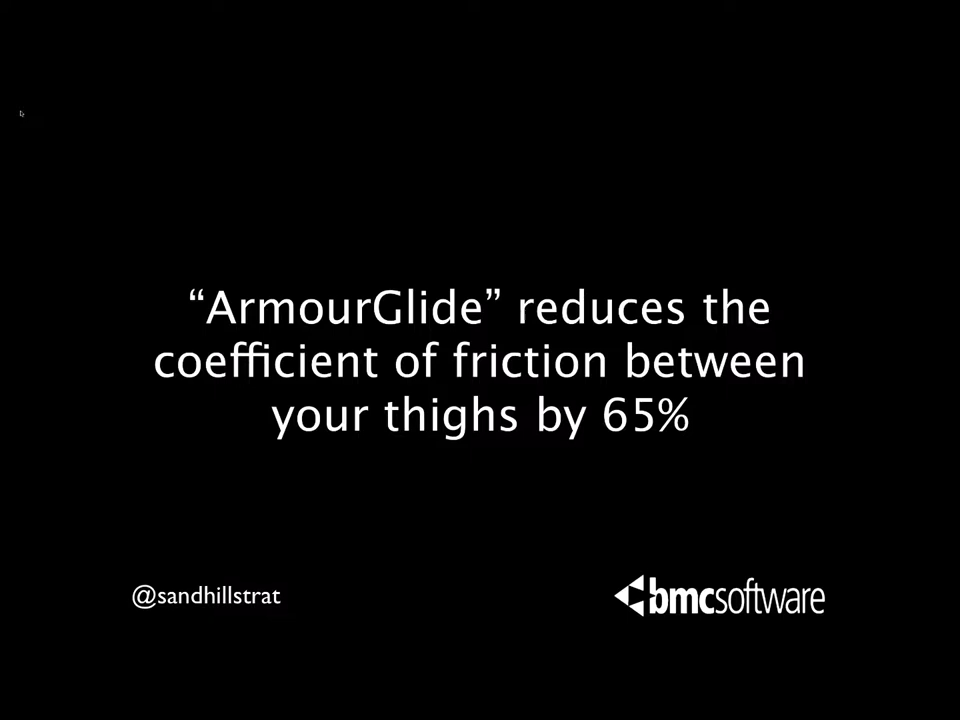 “ArmourGlide” reduces the
coefficient of friction between
your thighs by 65%
@sandhillstrat
bmcsoftware